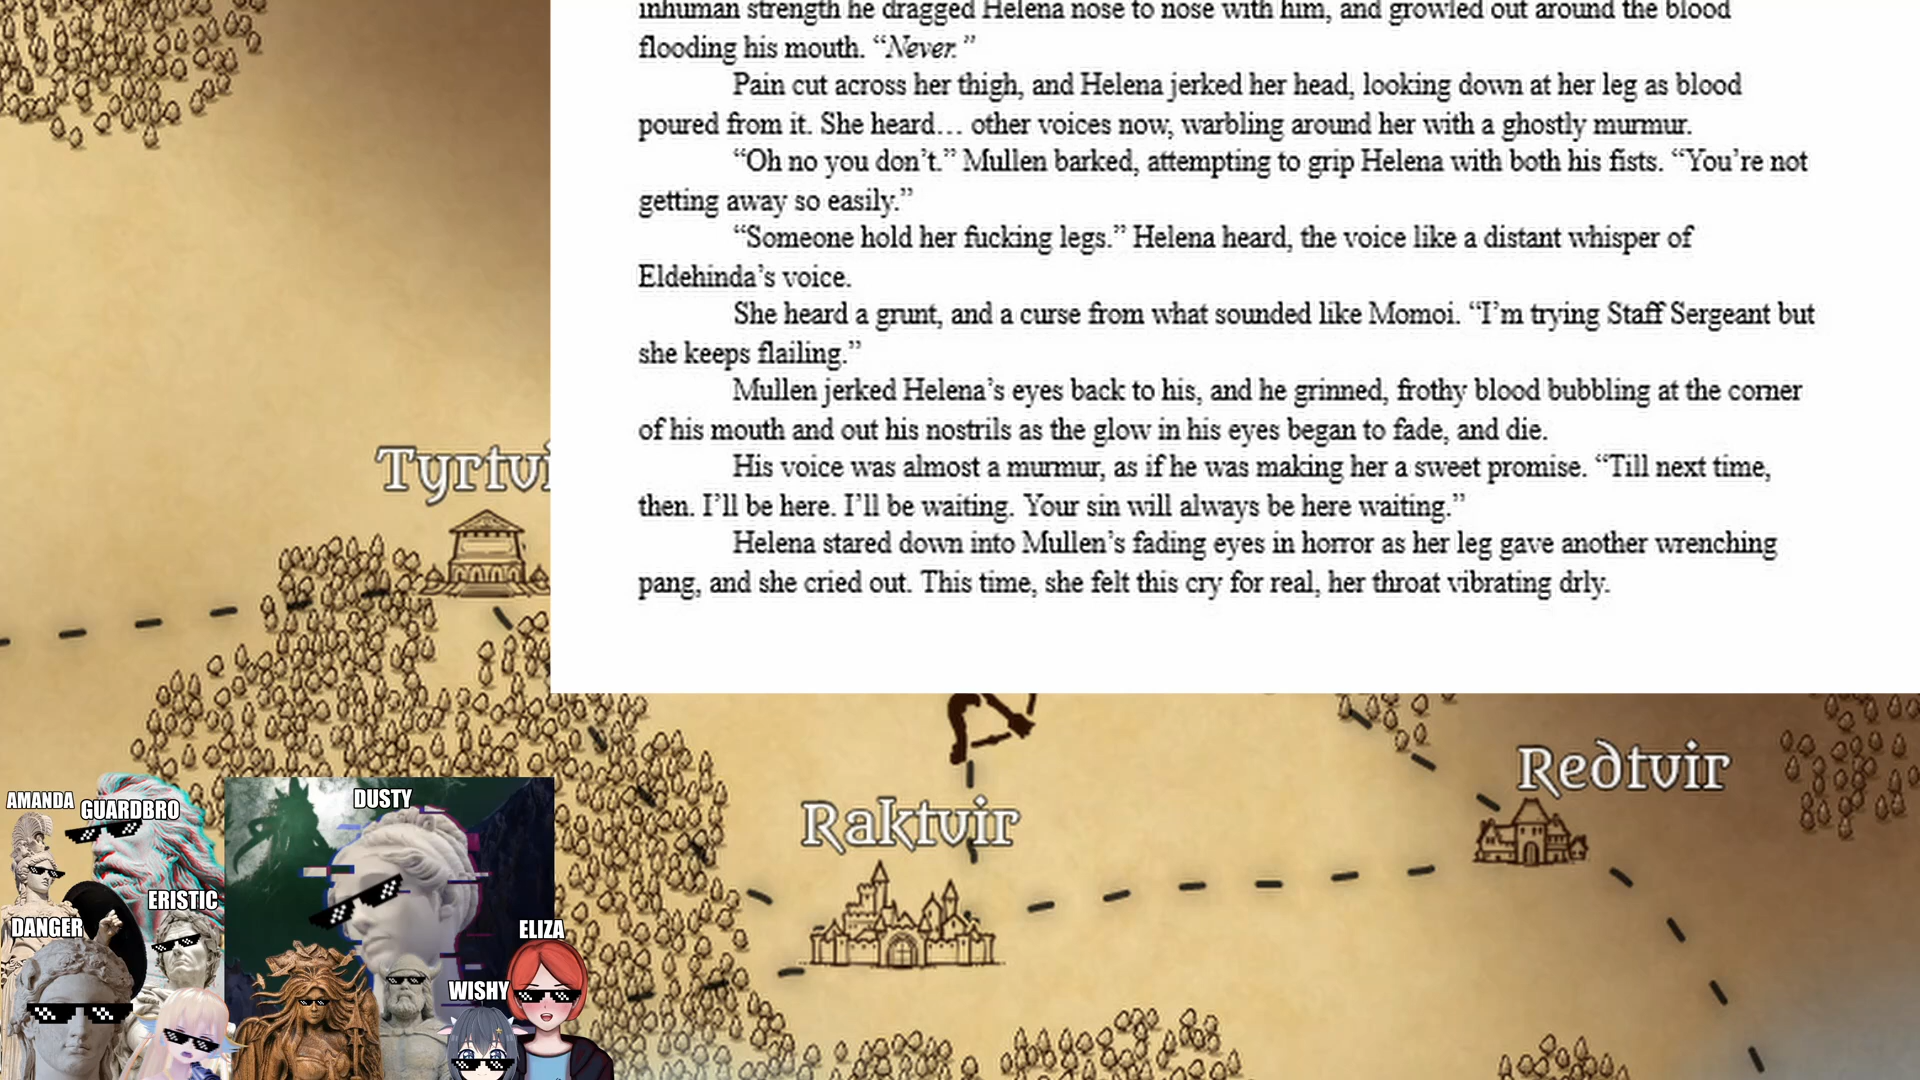 inhuman strength he dragged Helena nose to nose with him, and growled out around the blood
flooding his mouth. “Never.”
Pain cut across her thigh, and Helena jerked her head, looking down at her leg as blood
poured from it. She heard… other voices now, warbling around her with a ghostly murmur.
“Oh no you don’t.” Mullen barked, attempting to grip Helena with both his fists. “You’re not
getting away so easily.”
“Someone hold her fucking legs.” Helena heard, the voice like a distant whisper of
Eldehinda’s voice.
She heard a grunt, and a curse from what sounded like Momoi. “I’m trying Staff Sergeant but
she keeps flailing.”
Mullen jerked Helena’s eyes back to his, and he grinned, frothy blood bubbling at the corner
of his mouth and out his nostrils as the glow in his eyes began to fade, and die.
His voice was almost a murmur, as if he was making her a sweet promise. “Till next time,
then. I’ll be here. I’ll be waiting. Your sin will always be here waiting.”
Helena stared down into Mullen’s fading eyes in horror as her leg gave another wrenching
pang, and she cried out. This time, she felt this cry for real, her throat vibrating drly.
Tyrtvi
Redtvir
Raktvir
AMANDA
GUARDBRO
DUSTY
ERISTIC
DANGER
ELIZA
WISHY